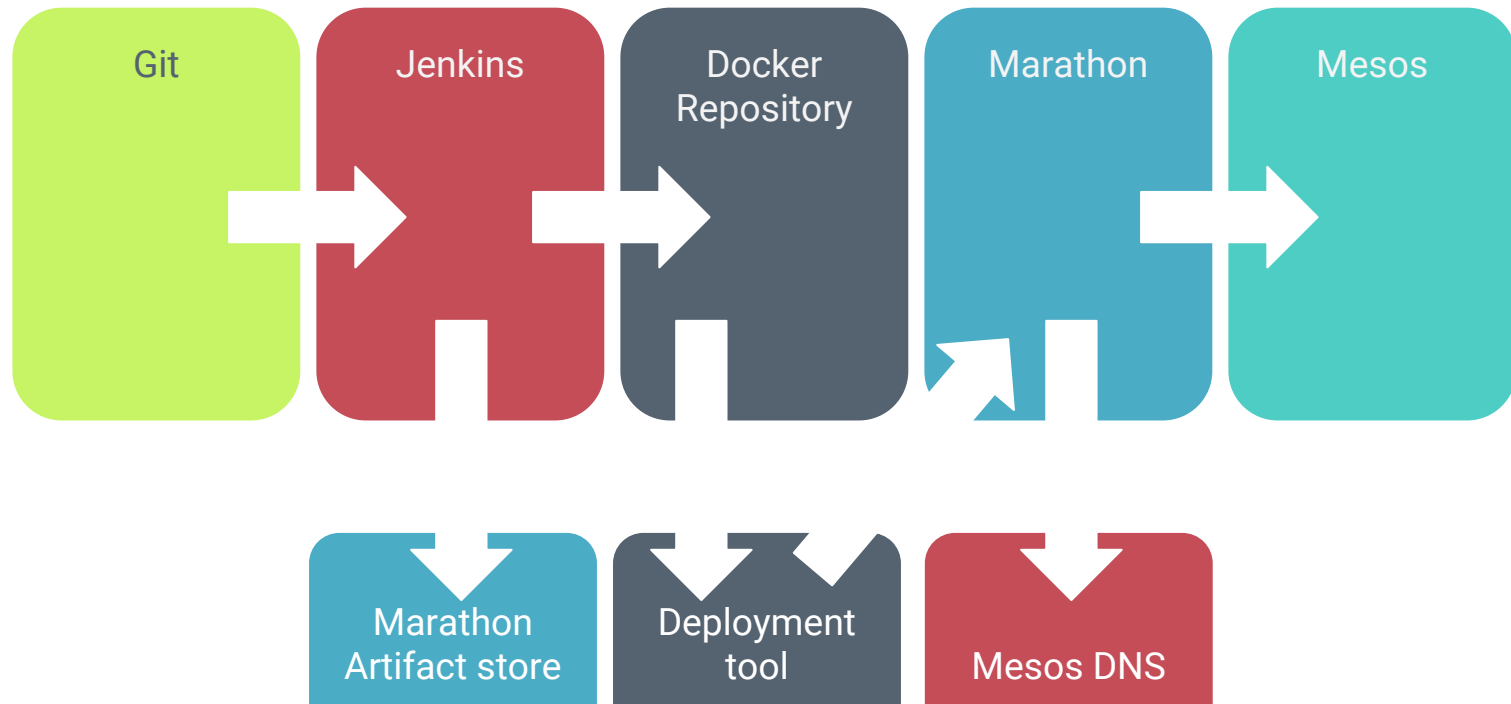 Git
Jenkins
Docker
Repository
Marathon
Mesos
Marathon
Artifact store
Deployment
tool
Mesos DNS